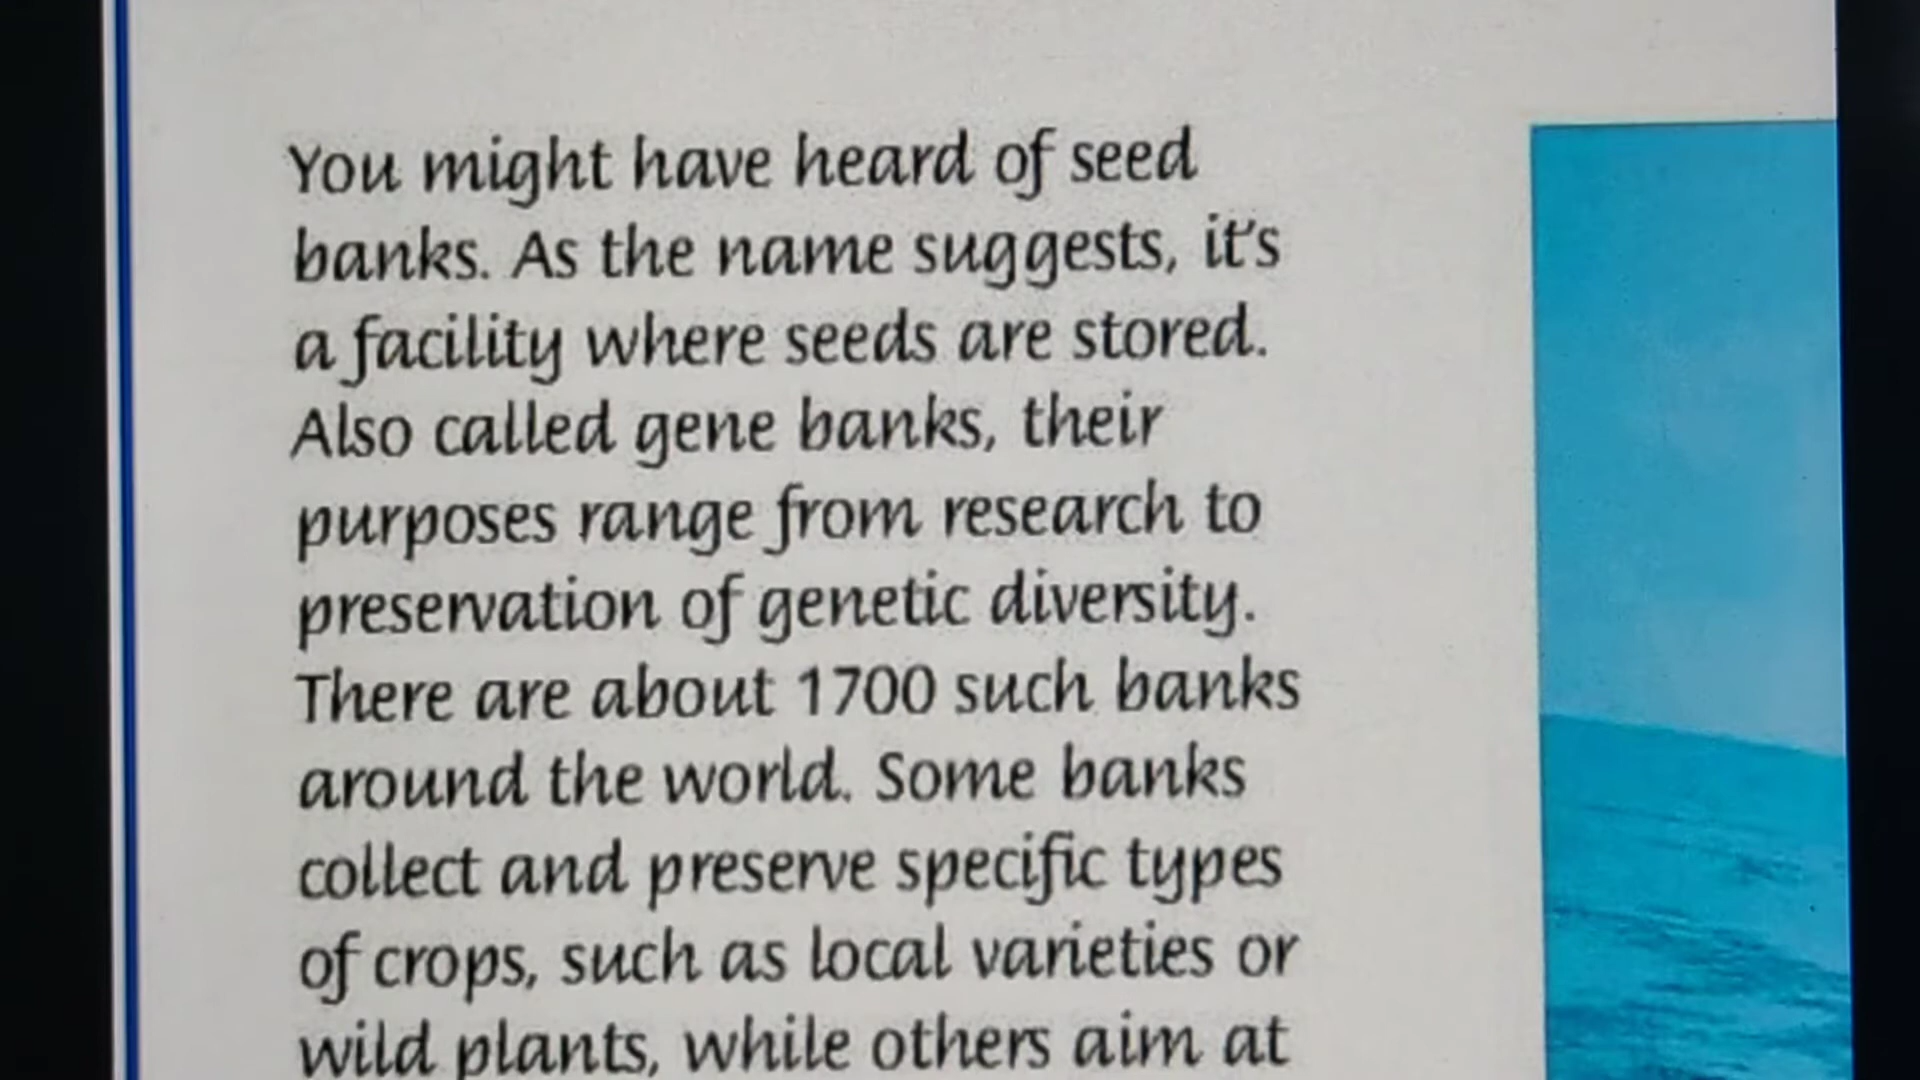 You might have heard of seed
banks. As the name suggests, it's
a facility where seeds are stored.
Also called gene banks, their
purposes range from research to
preservation of genetic diversity.
There are about 1700 such banks
around the world. Some banks
collect and preserve specific types
of crops, such as local varieties or
wild plants, while others aim at